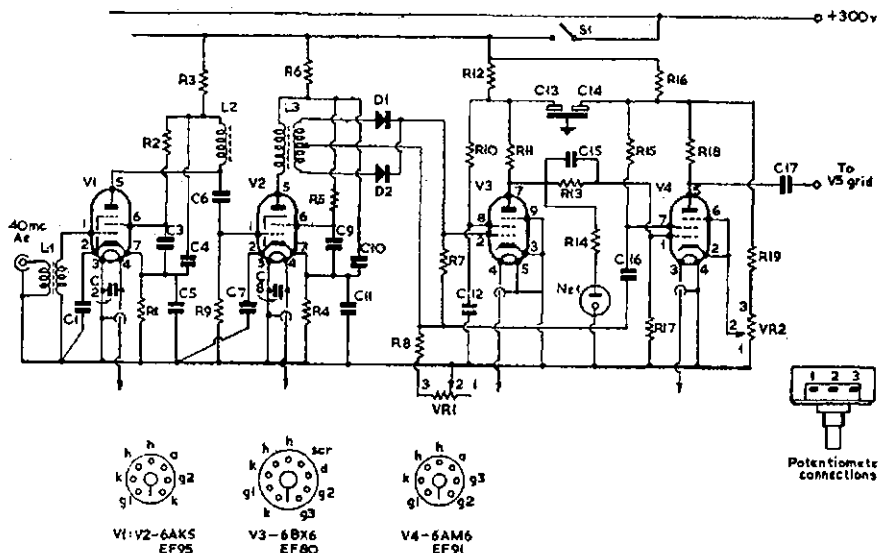 +300v
S1
R3
R6
R12
R16
L2
L3
D1
C13
C14
R2
R10
R11
C15
R15
R18
V1
5
V2
5
D2
V3
7
R13
V4
5
C17
To
V5 grid
C6
R5
40mc
Ae
L1
1
6
2
7
3
4
C3
C4
1
6
2
7
3
4
C9
C10
8
9
2
3
4
5
R7
R14
7
6
1
2
3
4
C16
R19
C1
C2
R1
C5
R9
C7
C8
R4
C11
C12
Ne1
R17
3
2
VR2
1
R8
3
2
1
VR1
1 2 3
Potentiomete
connections
h
h
a
k
g2
g1
k
V1:V2-6AK5
EF95
h
h
scr
k
a
g1
g2
k
g3
V3-6BX6
EF80
h
h
a
k
g3
g1
g2
V4-6AM6
EF91